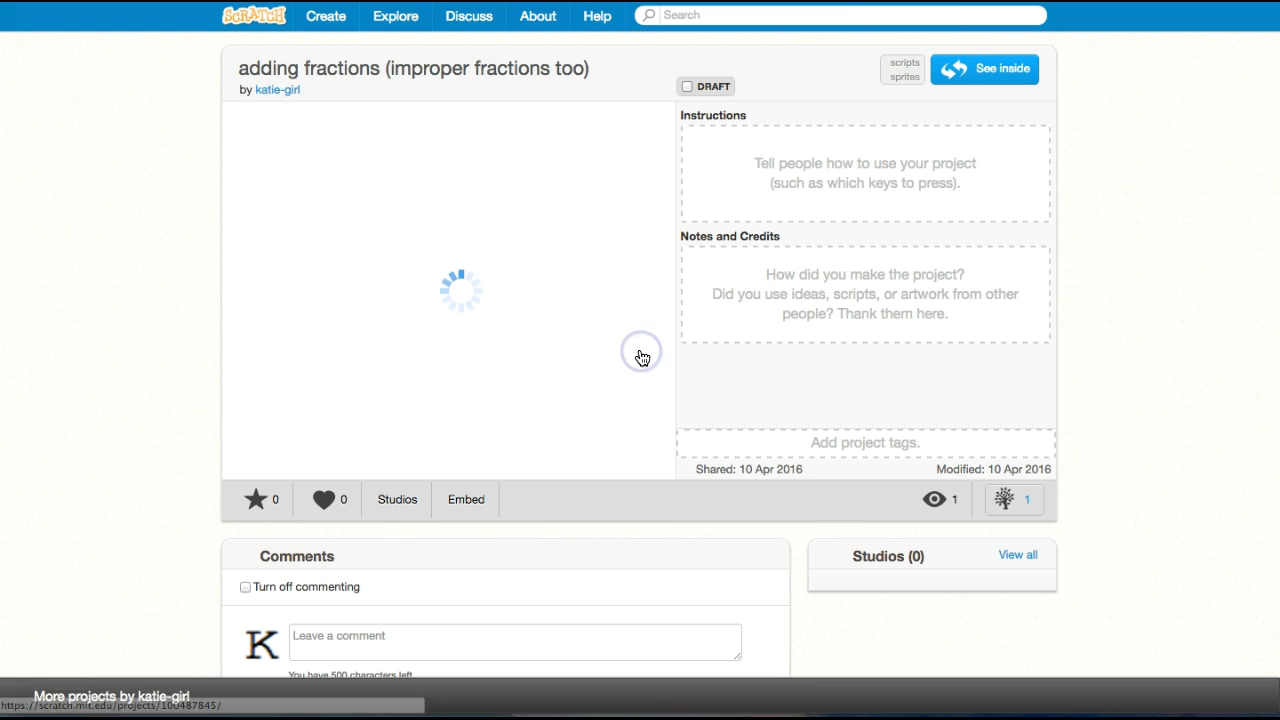 SCRATCH Create Explore Discuss About Help Search
adding fractions (improper fractions too)
by katie-girl
DRAFT
scripts
sprites
See inside
Instructions
Tell people how to use your project
(such as which keys to press).
Notes and Credits
How did you make the project?
Did you use ideas, scripts, or artwork from other
people? Thank them here.
Add project tags.
Shared: 10 Apr 2016 Modified: 10 Apr 2016
0 0 Studios Embed 1 1
Comments
Turn off commenting
K
Leave a comment
You have 500 characters left
Studios (0) View all
More projects by katie-girl
https://scratch.mit.edu/projects/100487845/